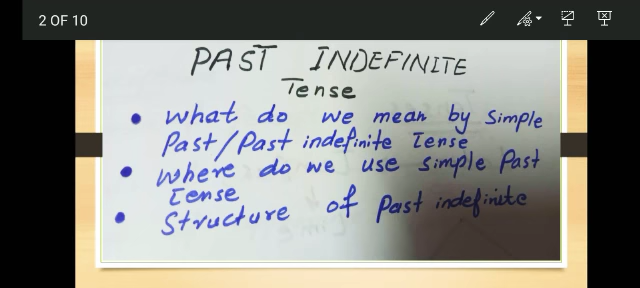 2 OF 10
PAST INDEFINITE
Tense
• What do we mean by Simple
Past/Past indefinite Tense
• Where do we use simple Past
Tense
• Structure of Past indefinite